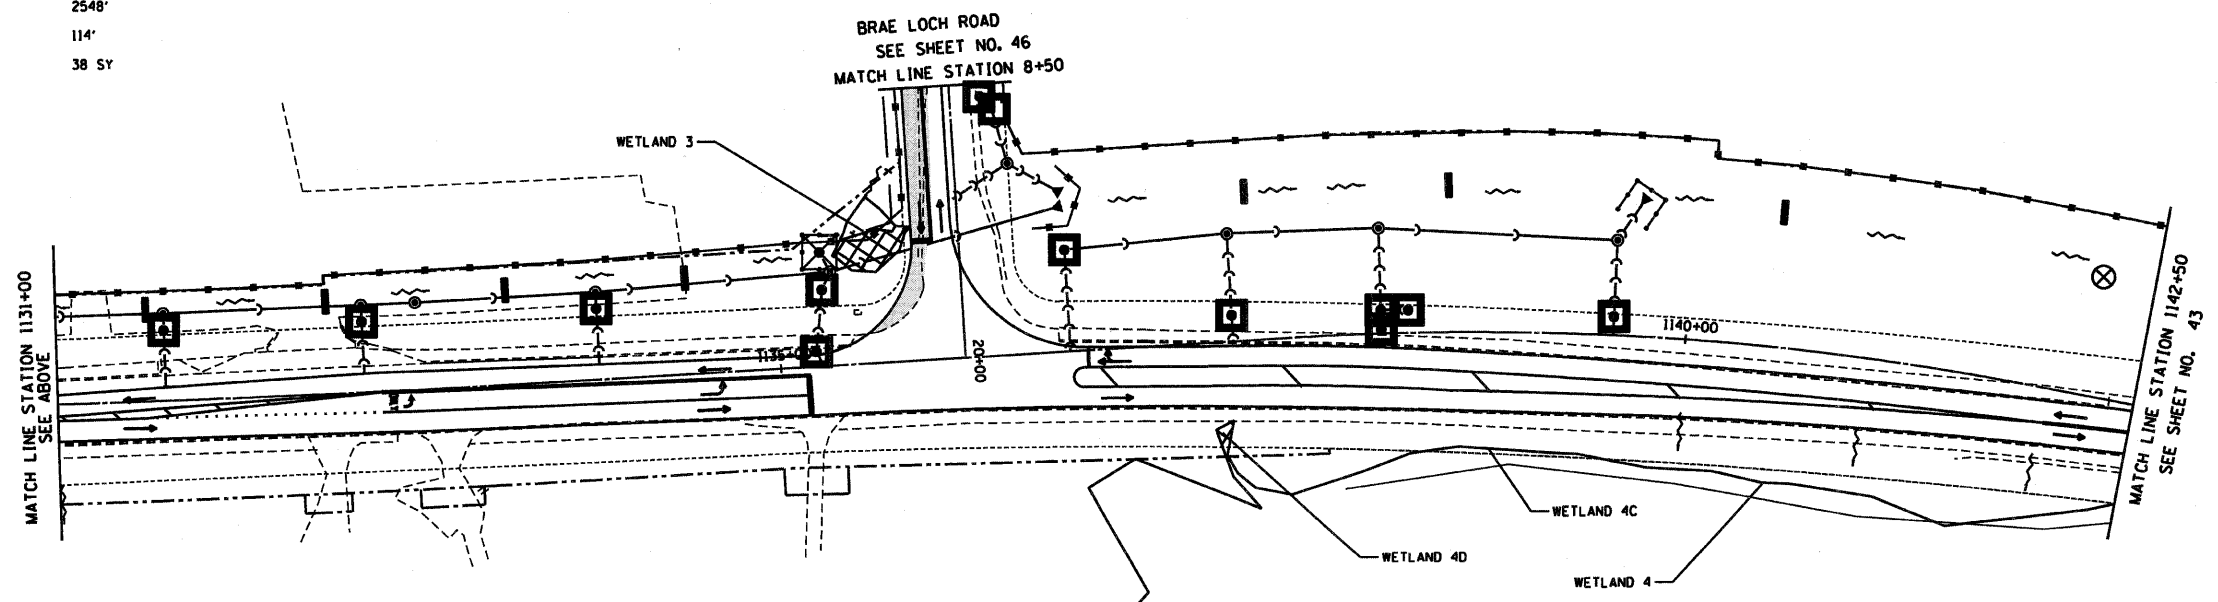 2548'
114'
38 SY
BRAE LOCH ROAD
SEE SHEET NO. 46
MATCH LINE STATION 8+50
WETLAND 3
MATCH LINE STATION 1131+00
SEE ABOVE
20+00
1140+00
MATCH LINE STATION 1142+50
SEE SHEET NO. 43
WETLAND 4C
WETLAND 4D
WETLAND 4